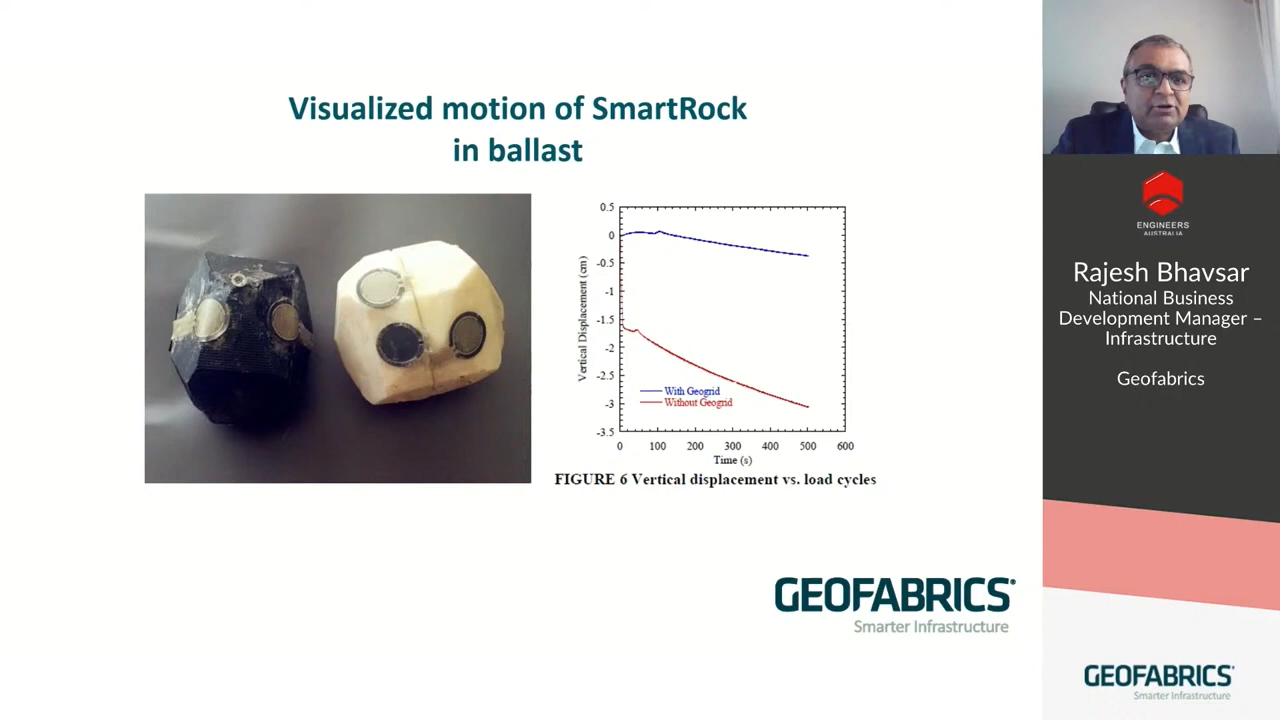 Visualized motion of SmartRock
in ballast
0.5
0
-0.5
-1
-1.5
-2
-2.5
-3
-3.5
Vertical Displacement (cm)
With Geogrid
Without Geogrid
0 100 200 300 400 500 600
Time (s)
FIGURE 6 Vertical displacement vs. load cycles
GEOFABRICS®
Smarter Infrastructure
ENGINEERS
AUSTRALIA
Rajesh Bhavsar
National Business
Development Manager –
Infrastructure
Geofabrics
GEOFABRICS®
Smarter Infrastructure